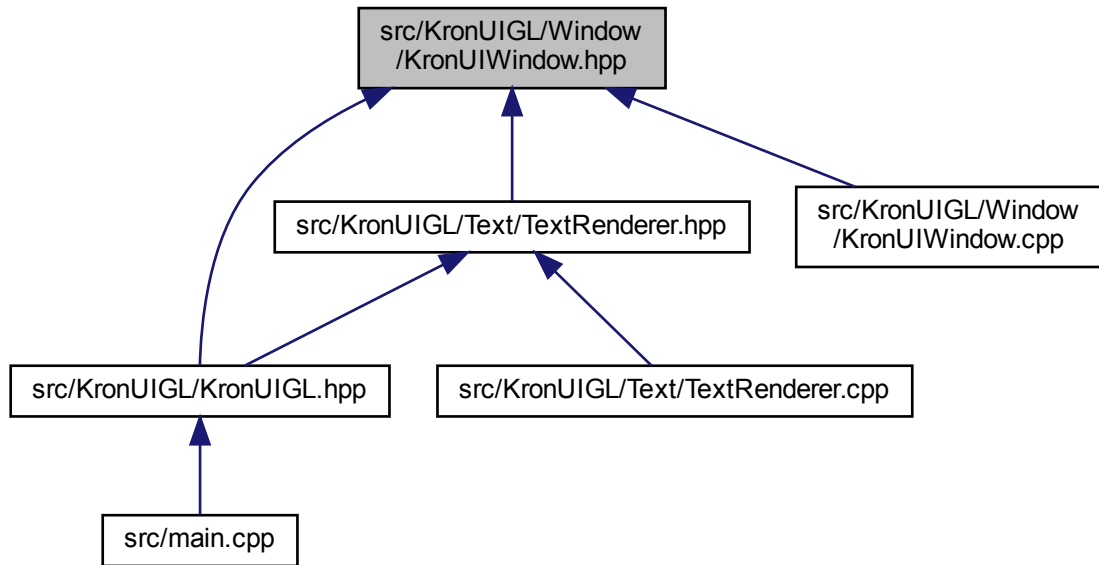 src/KronUIGL/Window
/KronUIWindow.hpp
src/KronUIGL/Text/TextRenderer.hpp
src/KronUIGL/Window
/KronUIWindow.cpp
src/KronUIGL/KronUIGL.hpp
src/KronUIGL/Text/TextRenderer.cpp
src/main.cpp